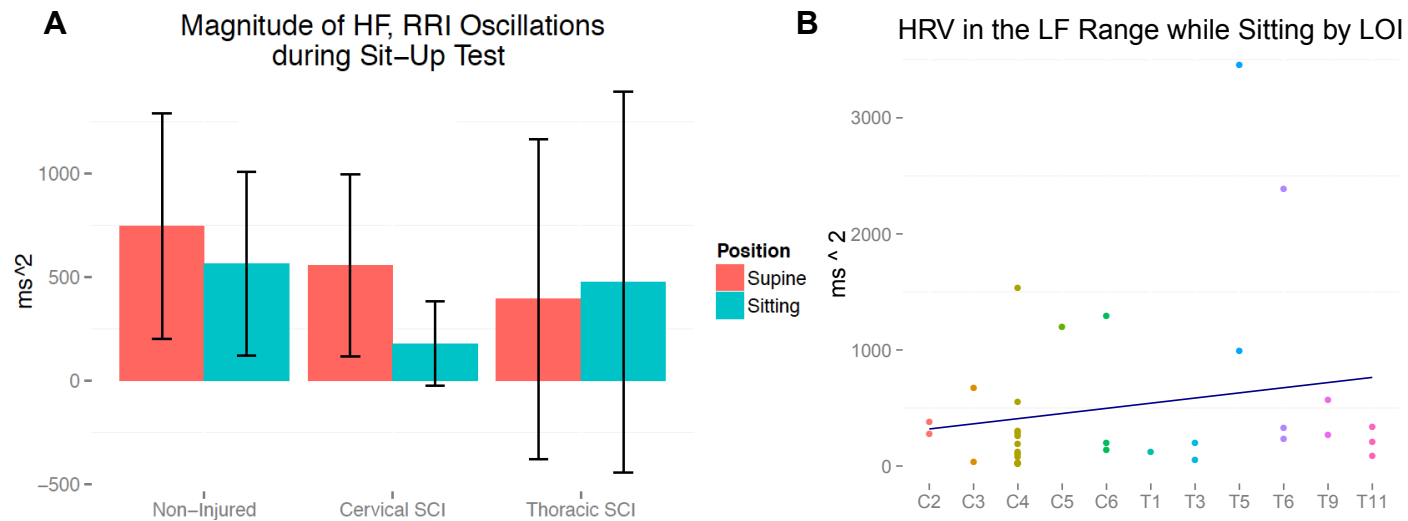 A
Magnitude of HF, RRI Oscillations
during Sit−Up Test
ms^2
1000
500
0
−500
Non−Injured
Cervical SCI
Thoracic SCI
Position
Supine
Sitting
B
HRV in the LF Range while Sitting by LOI
ms ^ 2
3000
2000
1000
0
C2
C3
C4
C5
C6
T1
T3
T5
T6
T9
T11